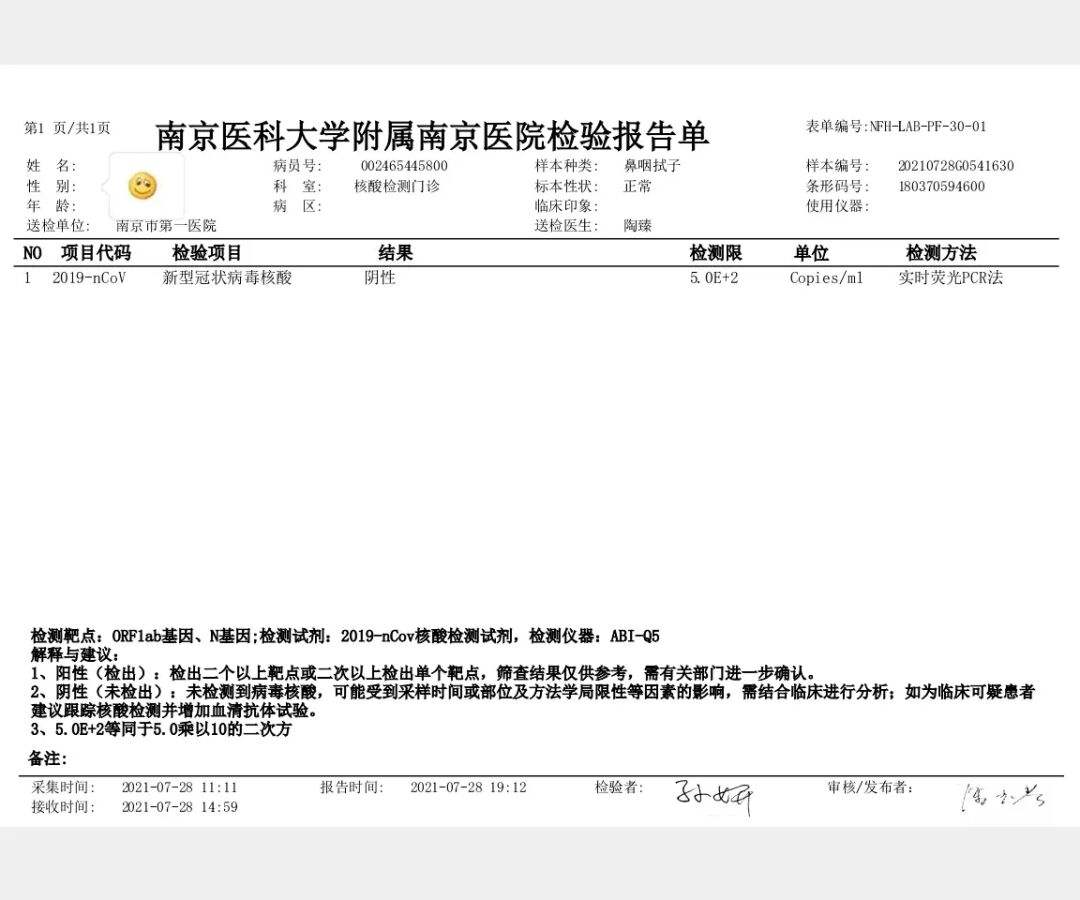 第1 页/共1页 南京医科大学附属南京医院检验报告单 表单编号:NFH-LAB-PF-30-01
姓 名: 病员号: 002465445800 样本种类: 鼻咽拭子 样本编号: 20210728G0541630
性 别: 科 室: 核酸检测门诊 标本性状: 正常 条形码号: 180370594600
年 龄: 病 区: 临床印象: 使用仪器:
送检单位: 南京市第一医院 送检医生: 陶臻
NO 项目代码 检验项目 结果 检测限 单位 检测方法
1 2019-nCoV 新型冠状病毒核酸 阴性 5.0E+2 Copies/ml 实时荧光PCR法
检测靶点: ORF1ab基因、N基因;检测试剂: 2019-nCov核酸检测试剂, 检测仪器: ABI-Q5
解释与建议:
1、阳性（检出）: 检出二个以上靶点或二次以上检出单个靶点, 筛查结果仅供参考, 需有关部门进一步确认。
2、阴性（未检出）: 未检测到病毒核酸, 可能受到采样时间或部位及方法学局限性等因素的影响, 需结合临床进行分析; 如为临床可疑患者
建议跟踪核酸检测并增加血清抗体试验。
3、5.0E+2等同于5.0乘以10的二次方
备注:
采集时间: 2021-07-28 11:11 报告时间: 2021-07-28 19:12 检验者: 审核/发布者:
接收时间: 2021-07-28 14:59